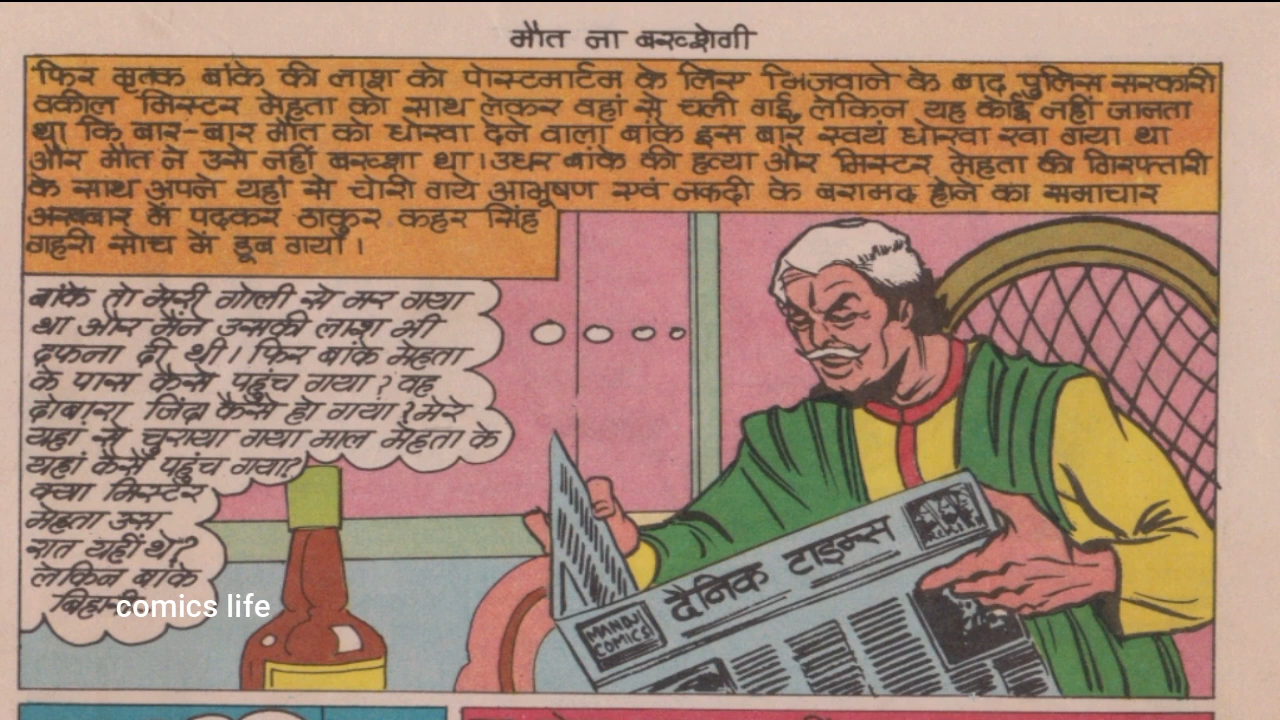 मौत ना बख्शेगी
फिर मृतक बांके की लाश को पोस्टमार्टम के लिए भिजवाने के बाद पुलिस सरकारी
वकील मिस्टर मेहता को साथ लेकर वहां से चली गई, लेकिन यह कोई नहीं जानता
था कि बार-बार मौत को धोखा देने वाला बांके इस बार स्वयं धोखा खा गया था
और मौत ने उसे नहीं बख्शा था। उधर बांके की हत्या और मिस्टर मेहता की गिरफ्तारी
के साथ अपने यहां से चोरी गये आभूषण एवं नकदी के बरामद होने का समाचार
अखबार में पढ़कर ठाकुर कहर सिंह
गहरी सोच में डूब गया।
बांके तो मेरी गोली से मर गया
था और मैंने उसकी लाश भी
दफना दी थी। फिर बांके मेहता
के पास कैसे पहुंच गया? वह
दोबारा जिंदा कैसे हो गया? मेरे
यहां से चुराया गया माल मेहता के
यहां कैसे पहुंच गया?
क्या मिस्टर
मेहता उस
रात यहीं थे?
लेकिन बांके
बिहारी
comics life
दैनिक टाइम्स
MANOJ
COMICS